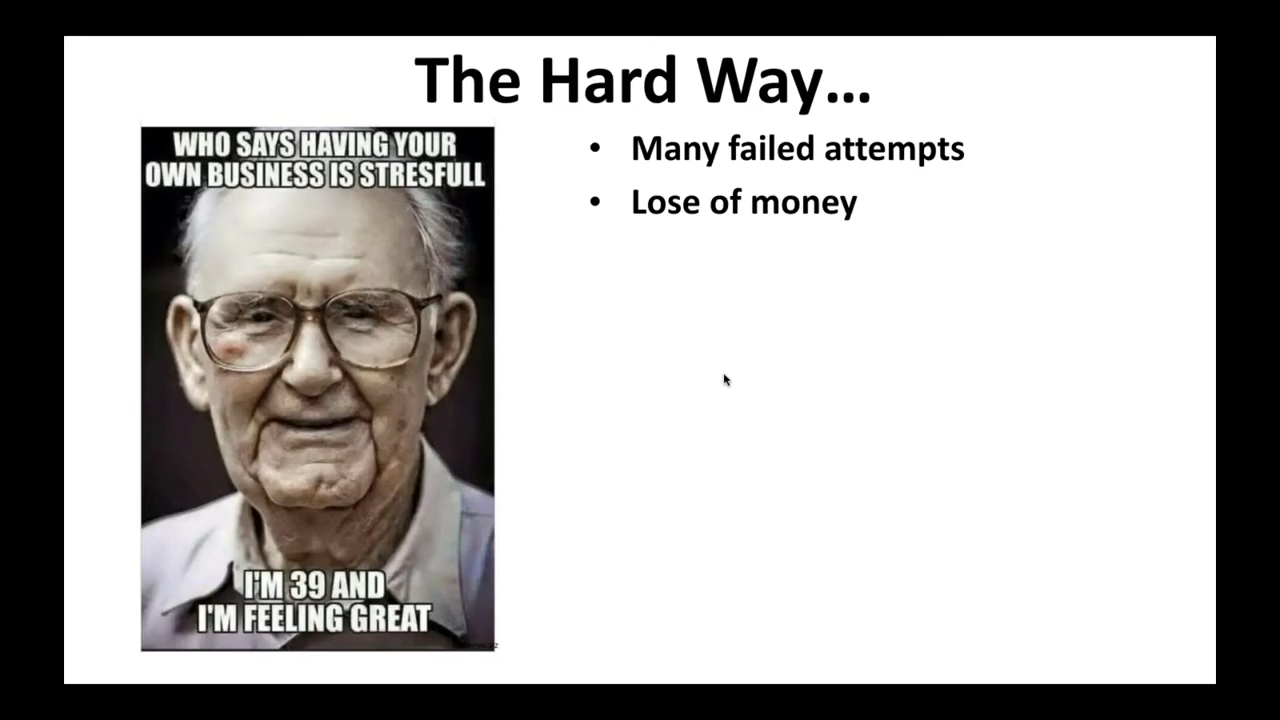 The Hard Way...
WHO SAYS HAVING YOUR
OWN BUSINESS IS STRESFULL
I'M 39 AND
I'M FEELING GREAT
• Many failed attempts
• Lose of money